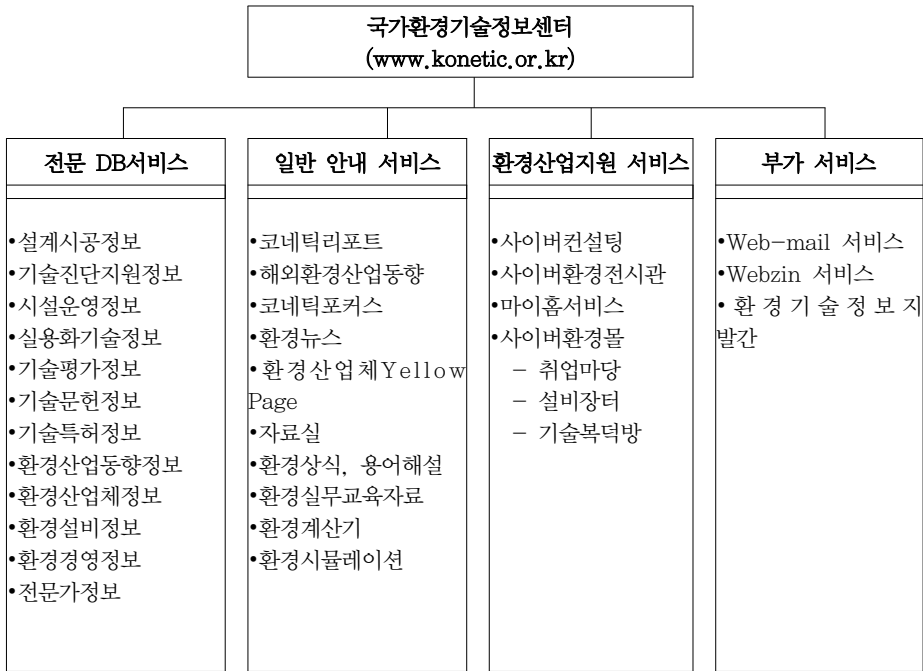 국가환경기술정보센터
(www.konetic.or.kr)
전문 DB서비스
•설계시공정보
•기술진단지원정보
•시설운영정보
•실용화기술정보
•기술평가정보
•기술문헌정보
•기술특허정보
•환경산업동향정보
•환경산업체정보
•환경설비정보
•환경경영정보
•전문가정보
일반 안내 서비스
•코네틱리포트
•해외환경산업동향
•코네틱포커스
•환경뉴스
•환경산업체Yellow
Page
•자료실
•환경상식, 용어해설
•환경실무교육자료
•환경계산기
•환경시뮬레이션
환경산업지원 서비스
•사이버컨설팅
•사이버환경전시관
•마이홈서비스
•사이버환경몰
- 취업마당
- 설비장터
- 기술복덕방
부가 서비스
•Web-mail 서비스
•Webzin 서비스
•환경기술정보지
발간